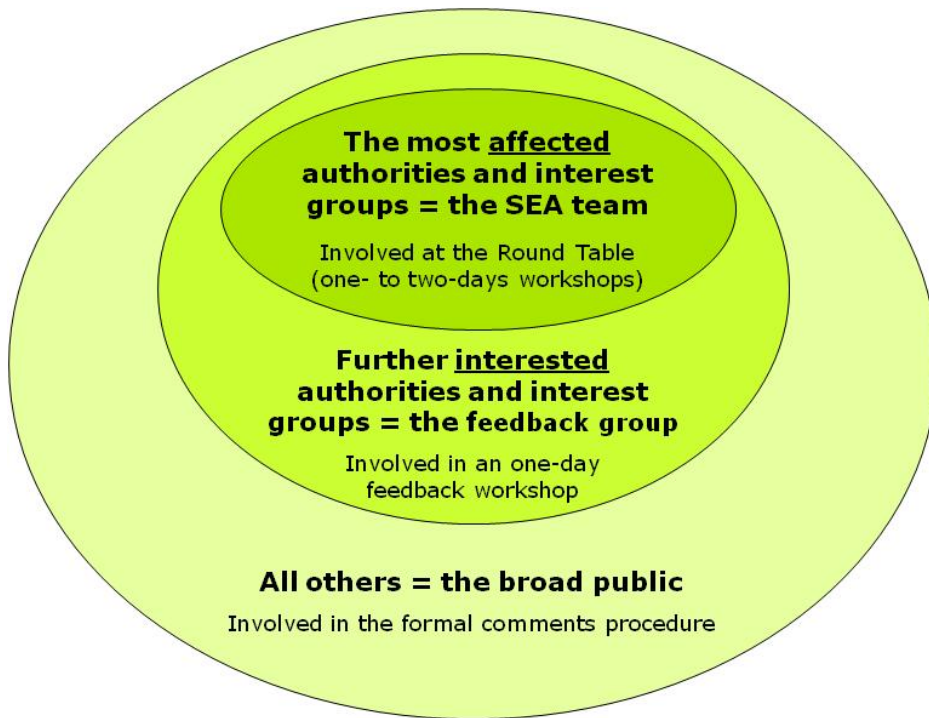 The most affected
authorities and interest
groups = the SEA team
Involved at the Round Table
(one- to two-days workshops)
Further interested
authorities and interest
groups = the feedback group
Involved in an one-day
feedback workshop
All others = the broad public
Involved in the formal comments procedure